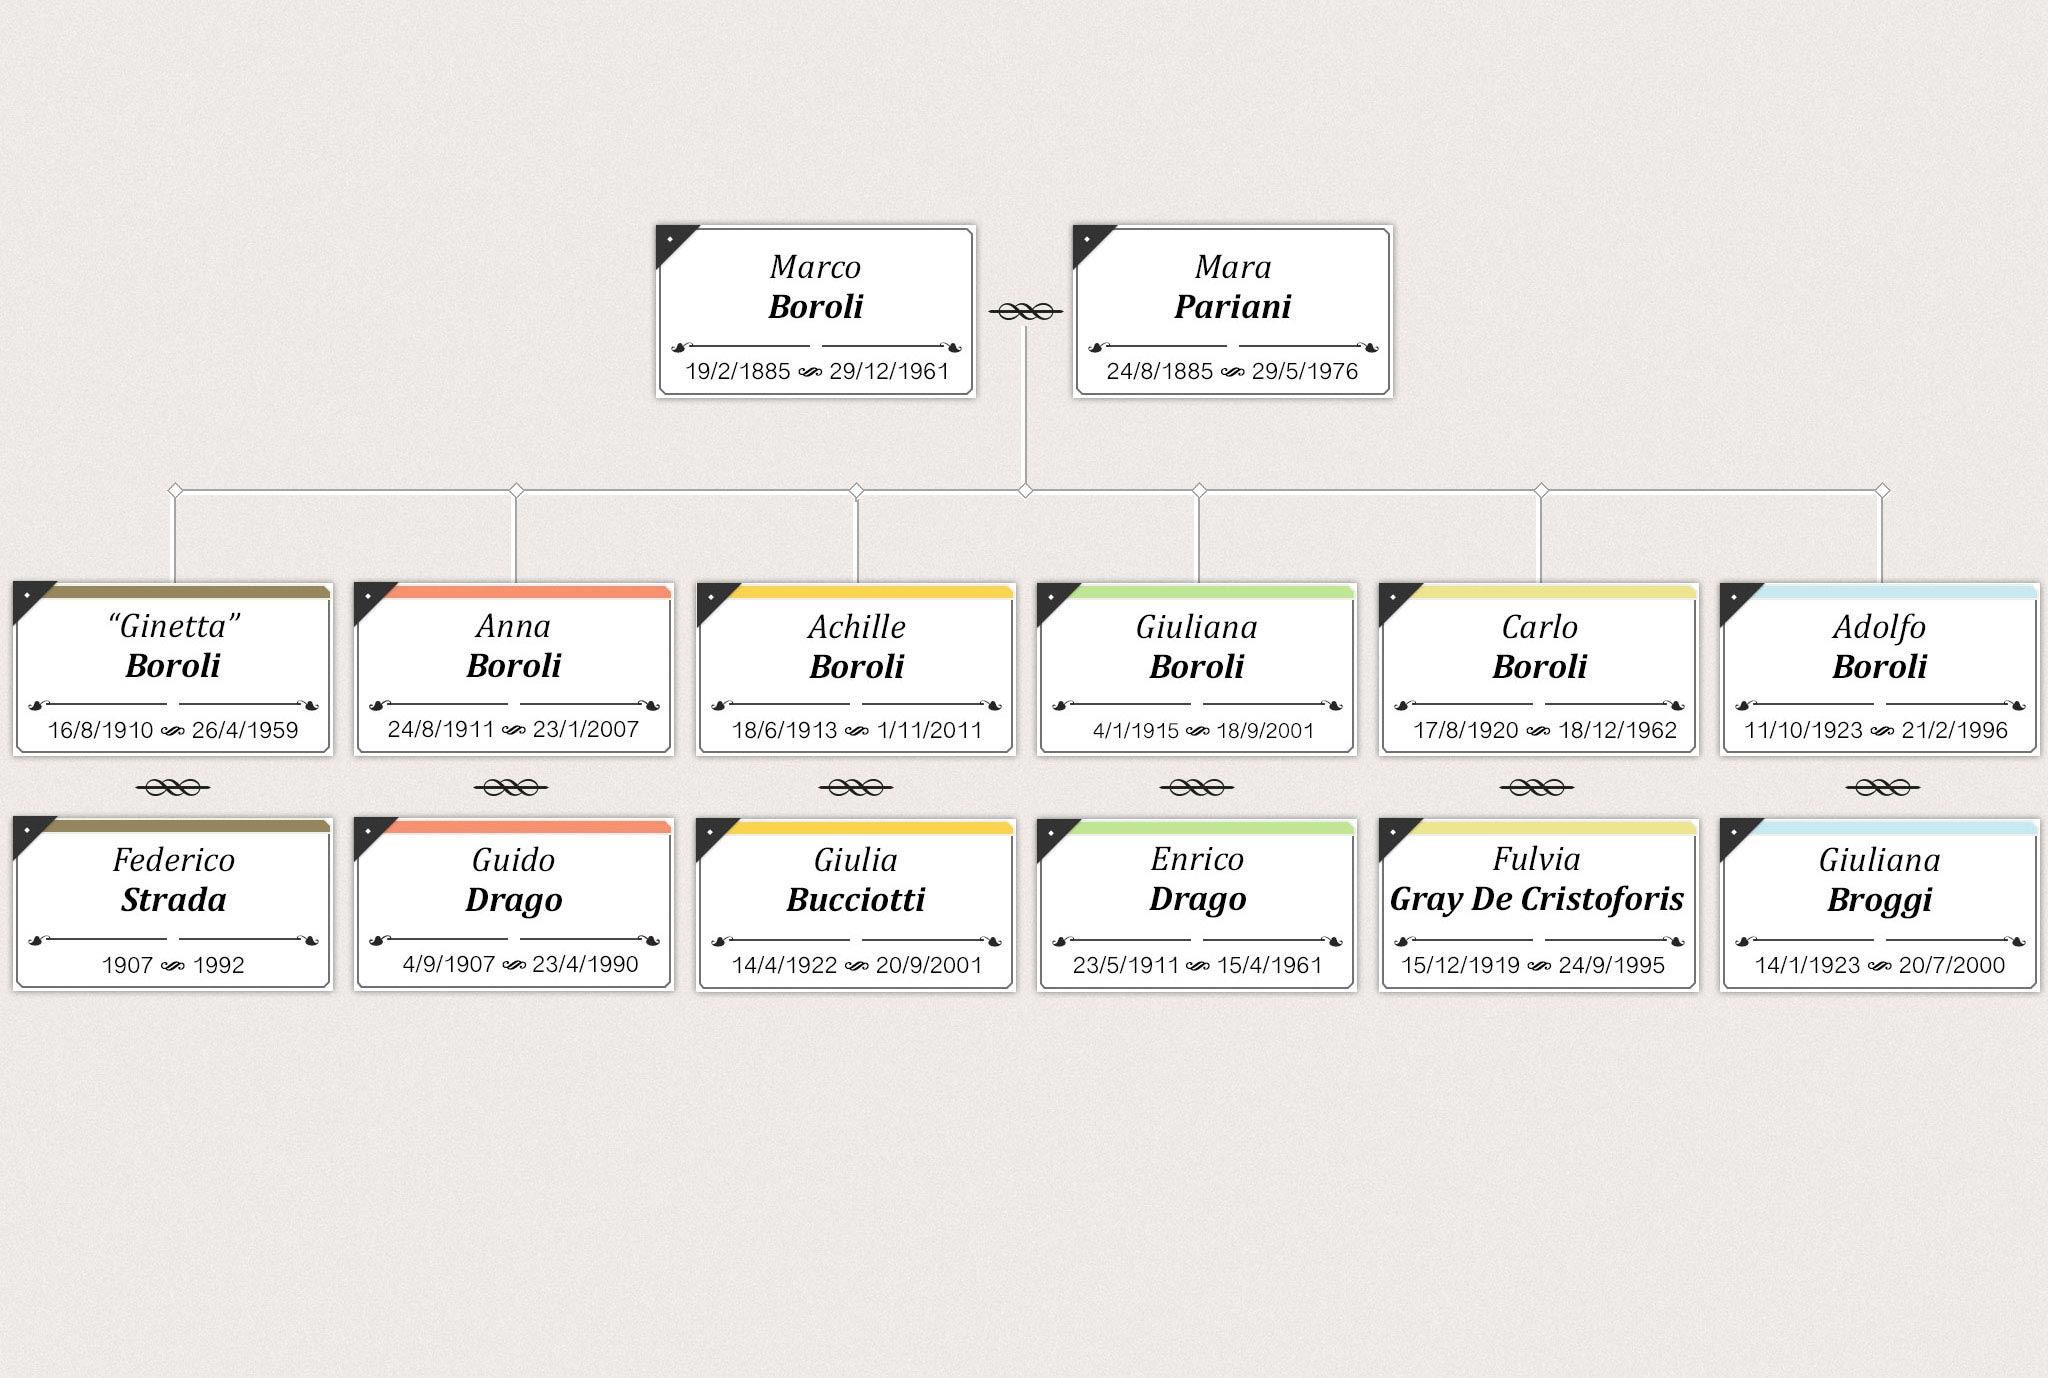 Marco
Boroli
19/2/1885 29/12/1961
Mara
Pariani
24/8/1885 29/5/1976
“Ginetta”
Boroli
16/8/1910 26/4/1959
Anna
Boroli
24/8/1911 23/1/2007
Achille
Boroli
18/6/1913 1/11/2011
Giuliana
Boroli
4/1/1915 18/9/2001
Carlo
Boroli
17/8/1920 18/12/1962
Adolfo
Boroli
11/10/1923 21/2/1996
Federico
Strada
1907 1992
Guido
Drago
4/9/1907 23/4/1990
Giulia
Bucciotti
14/4/1922 20/9/2001
Enrico
Drago
23/5/1911 15/4/1961
Fulvia
Gray De Cristoforis
15/12/1919 24/9/1995
Giuliana
Broggi
14/1/1923 20/7/2000